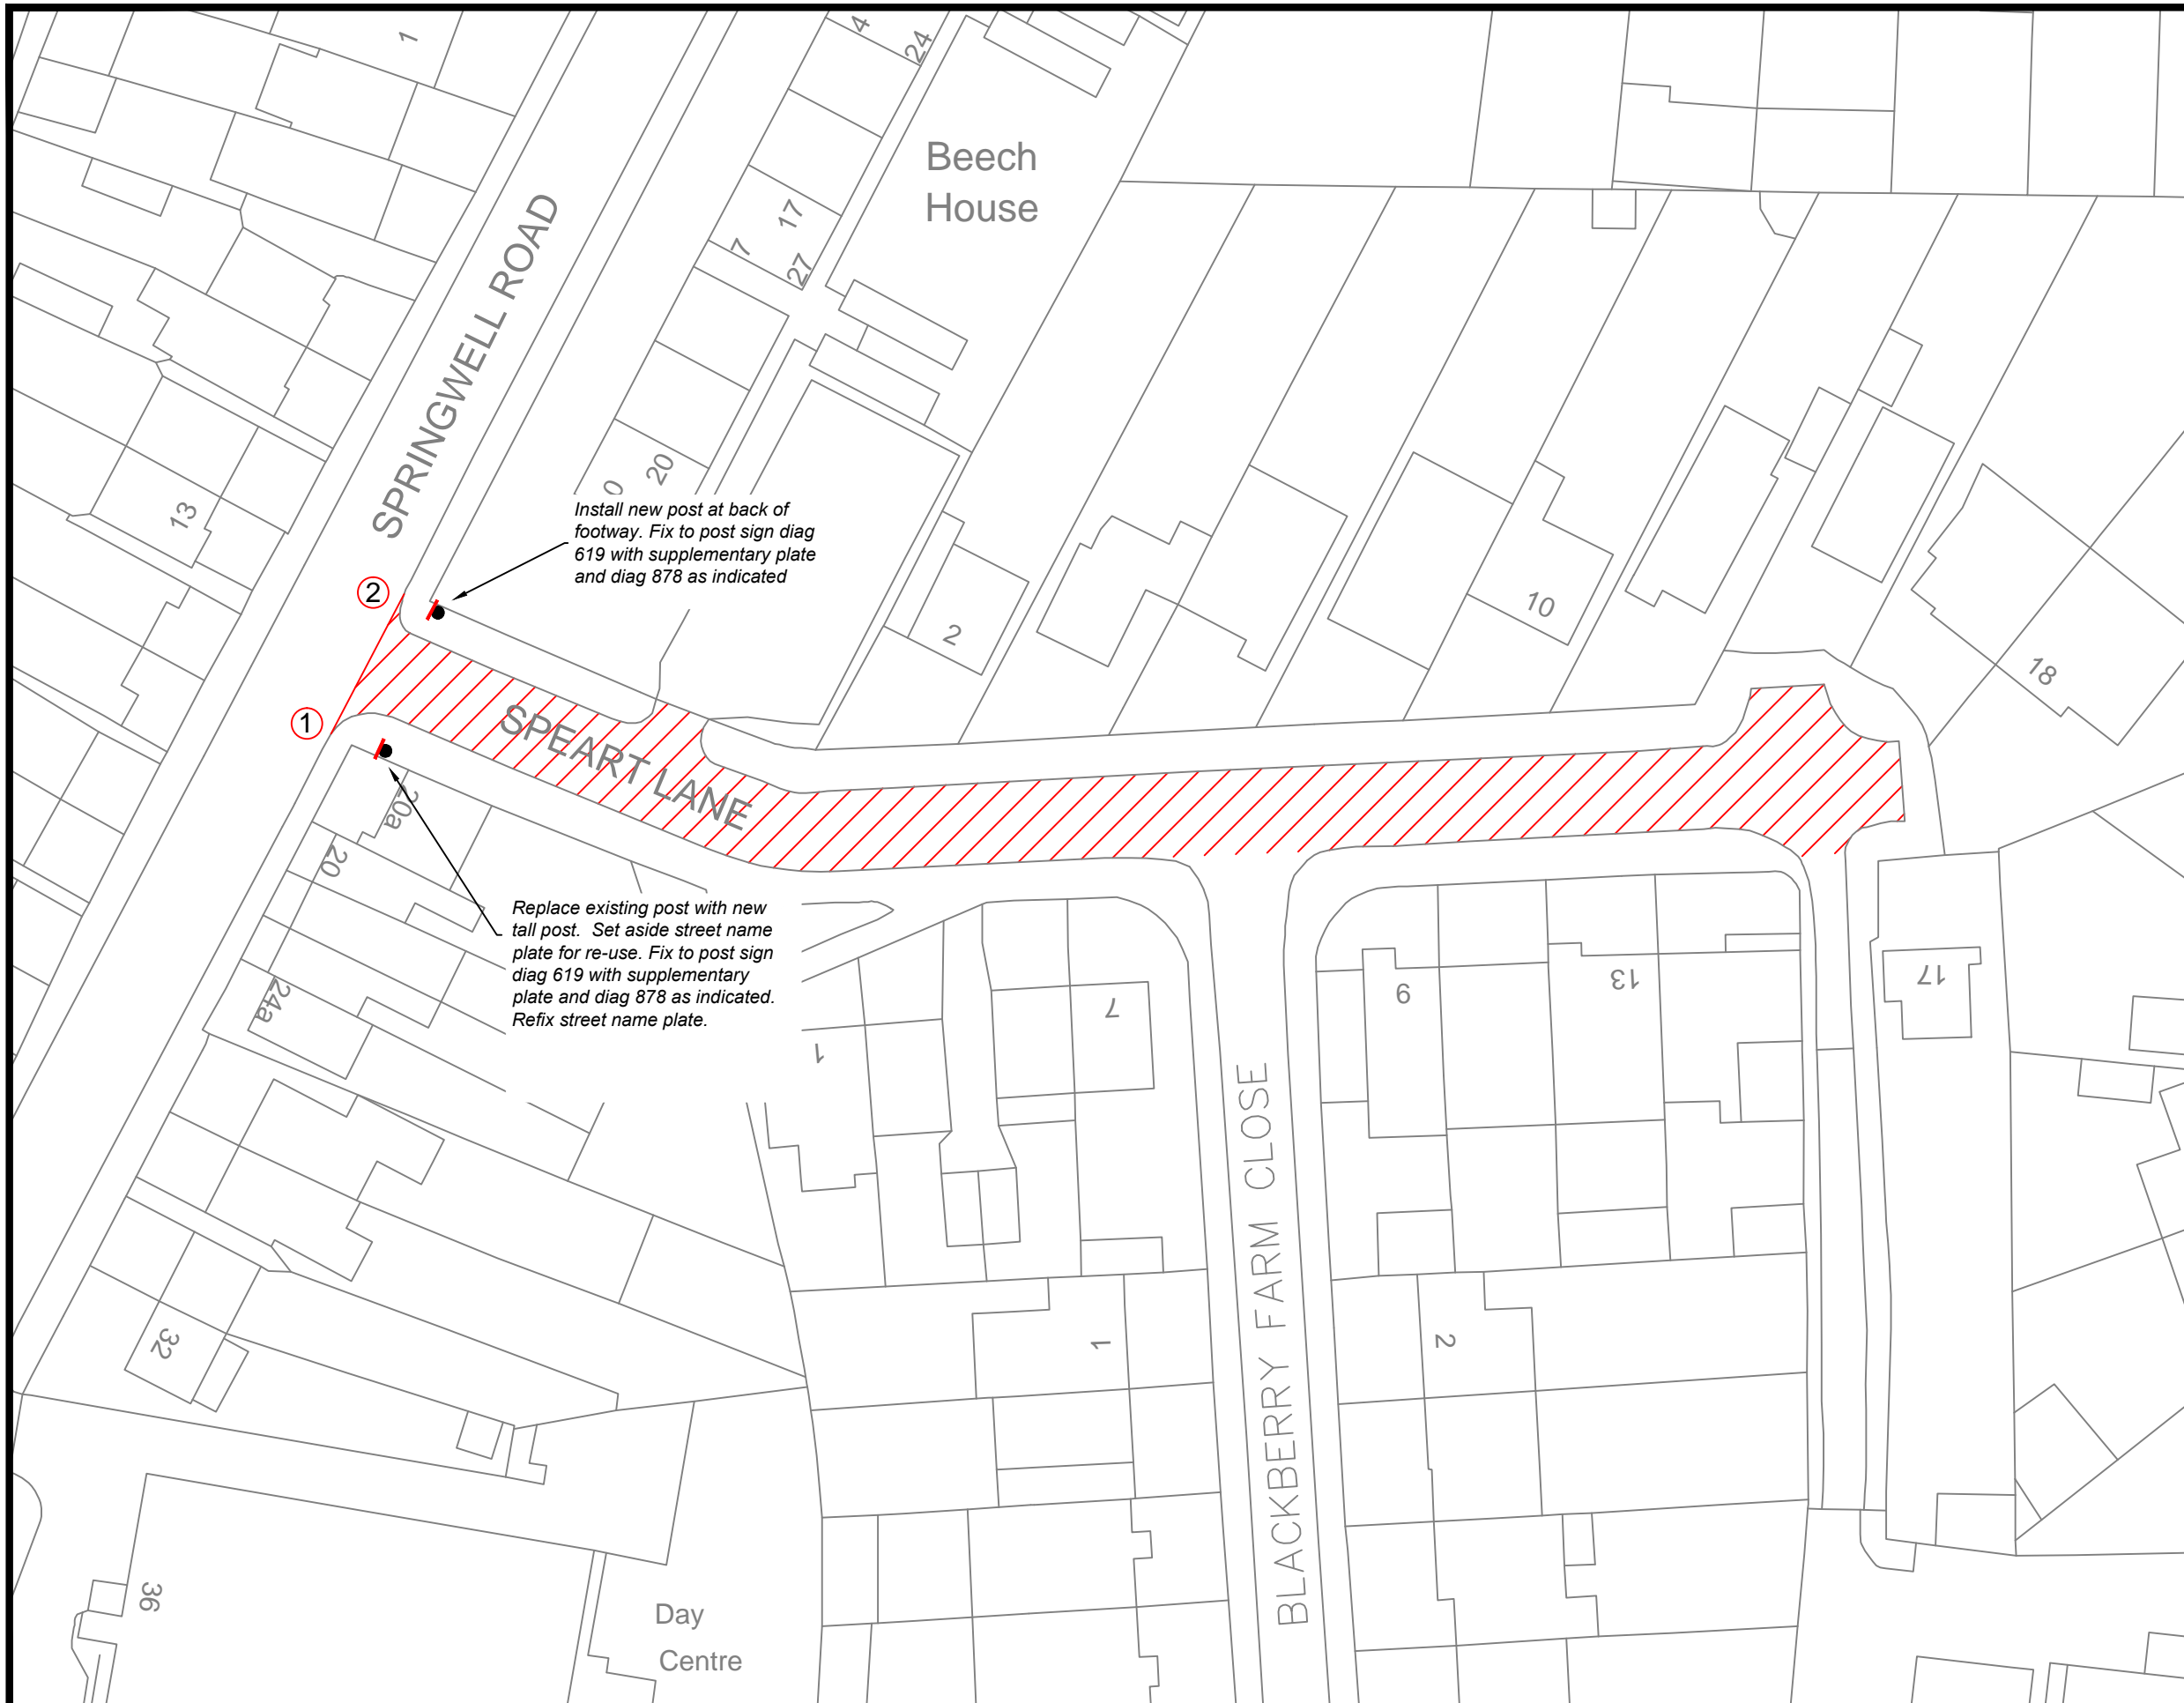 1
4
24
Beech
House
17
7
27
SPRINGWELL ROAD
20
0
13
Install new post at back of
footway. Fix to post sign diag
619 with supplementary plate
and diag 878 as indicated
2
2
10
18
1
SPEART LANE
20a
20
24a
Replace existing post with new
tall post. Set aside street name
plate for re-use. Fix to post sign
diag 619 with supplementary
plate and diag 878 as indicated.
Refix street name plate.
1
7
9
13
17
BLACKBERRY FARM CLOSE
32
1
2
36
Day
Centre